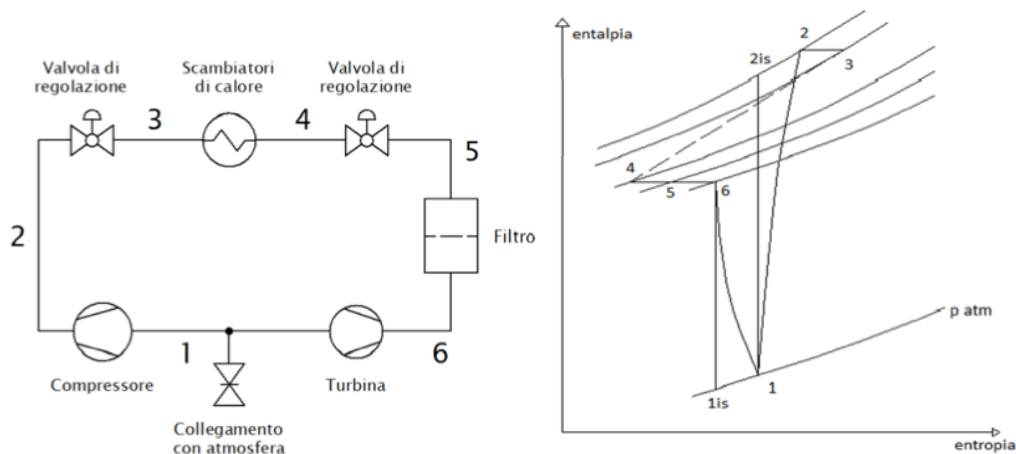 Valvola di
regolazione
Scambiatori
di calore
Valvola di
regolazione
3
4
5
2
Filtro
1
6
Compressore
Turbina
Collegamento
con atmosfera
entalpia
2
2is
3
4
5
6
p atm
1is
1
entropia